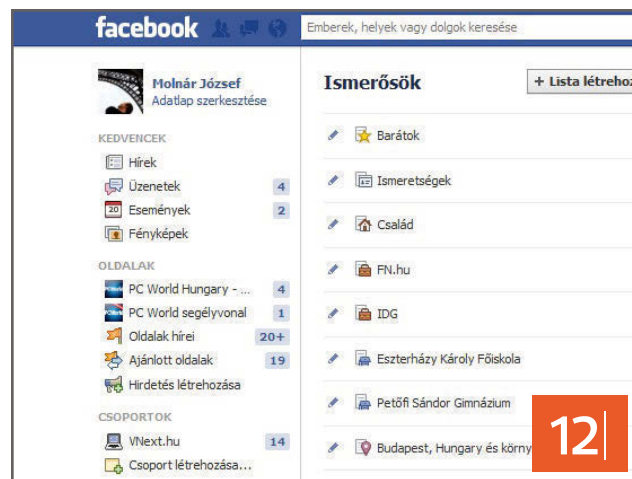 facebook
Emberek, helyek vagy dolgok keresése
Molnár József
Adatlap szerkesztése
KEDVENCEK
Hírek
Üzenetek 4
20 Események 2
Fényképek
OLDALAK
PC World Hungary - ... 4
PC World segélyvonal 1
Oldalak hírei 20+
Ajánlott oldalak 19
Hirdetés létrehozása
CSOPORTOK
VNext.hu 14
Csoport létrehozása...
Ismerősök
+ Lista létrehoz
Barátok
Ismeretségek
Család
FN.hu
IDG
Eszterházy Károly Főiskola
Petőfi Sándor Gimnázium
Budapest, Hungary és körny
12